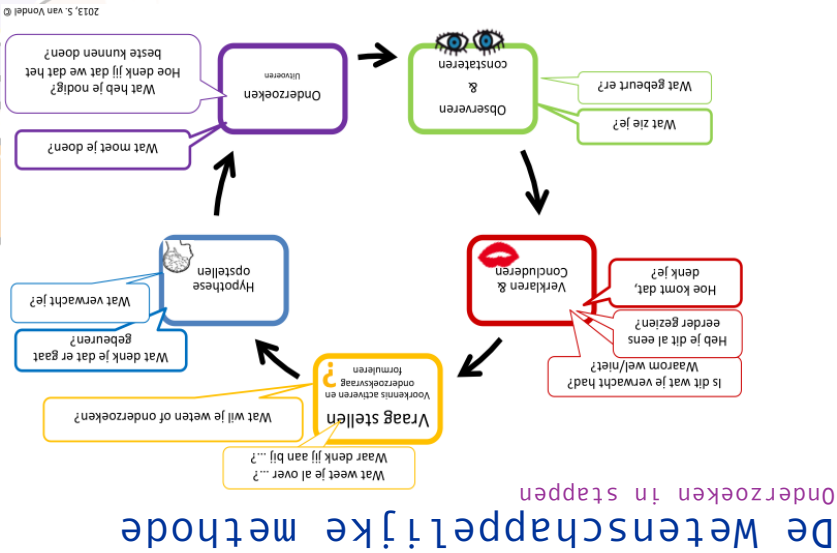 De Wetenschappelijke methode
Onderzoeken in stappen
Wat weet je al over ...?
Waar denk jij aan bij ...?
Vraag stellen
Voorkennis activeren en
onderzoeksvraag
formuleren
?
Wat wil je weten of onderzoeken?
Hypothese
opstellen
Wat denk je dat er gaat
gebeuren?
Wat verwacht je?
Onderzoeken
Uitvoeren
Wat moet je doen?
Wat heb je nodig?
Hoe denk jij dat we dat het
beste kunnen doen?
Observeren
&
constateren
Wat zie je?
Wat gebeurt er?
Verklaren &
Concluderen
Is dit wat je verwacht had?
Waarom wel/niet?
Heb je dit al eens
eerder gezien?
Hoe komt dat,
denk je?
2013, S. van Vondel ©